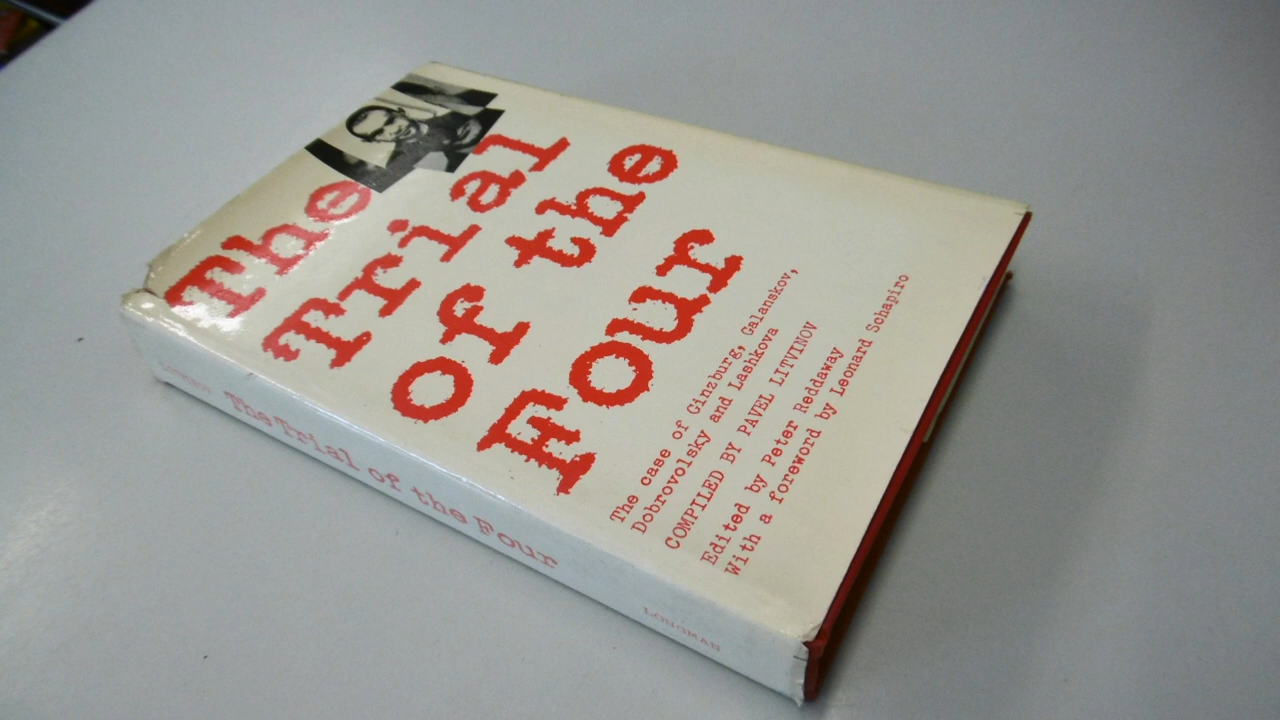 The
Trial
of the
Four
The case of Ginzburg, Galanskov,
Dobrovolsky and Lashkova
COMPILED BY PAVEL LITVINOV
Edited by Peter Reddaway
With a foreword by Leonard Schapiro
The Trial of the Four
LONGMAN